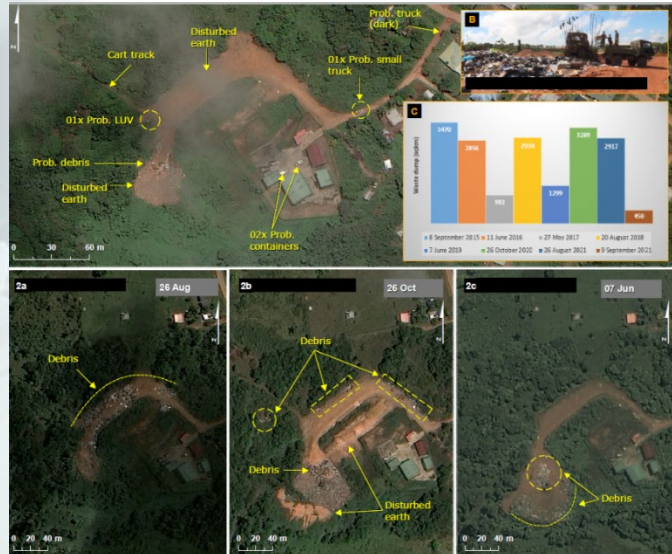 Prob. truck
(dark)
Disturbed
earth
Cart track
01x Prob. small
truck
01x Prob. LUV
Prob. debris
Disturbed
earth
02x Prob.
containers
0
30
60 m
B
C
Waste dump (sqkm)
3470
2856
982
2938
1299
3289
2917
450
8 September 2015
11 June 2016
27 May 2017
20 August 2018
7 June 2019
26 October 2020
26 August 2021
9 September 2021
2a
26 Aug
Debris
0
20
40 m
2b
26 Oct
Debris
Debris
Disturbed
earth
0
20
40 m
2c
07 Jun
Debris
0
20
40 m